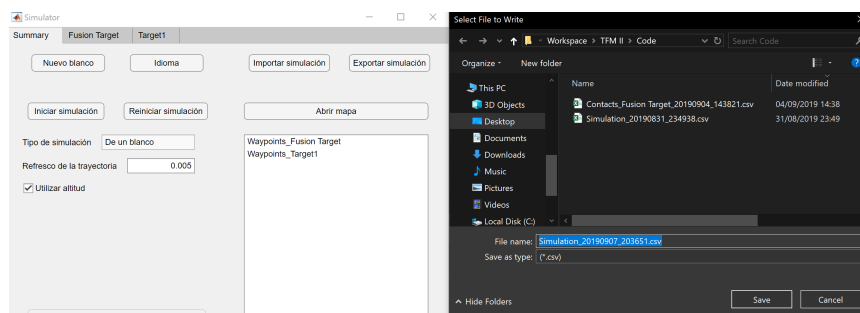 Simulator
Summary
Fusion Target
Target1
Nuevo blanco
Idioma
Importar simulación
Exportar simulación
Iniciar simulación
Reiniciar simulación
Abrir mapa
Tipo de simulación
De un blanco
Refresco de la trayectoria
0.005
Utilizar altitud
Waypoints_Fusion Target
Waypoints_Target1
Select File to Write
Workspace > TFM II > Code
Search Code
Organize
New folder
This PC
3D Objects
Desktop
Documents
Downloads
Music
Pictures
Videos
Local Disk (C:)
Name
Date modified
Contacts_Fusion Target_20190904_143821.csv
04/09/2019 14:38
Simulation_20190831_234938.csv
31/08/2019 23:49
File name:
Simulation_20190907_203651.csv
Save as type:
(*.csv)
Hide Folders
Save
Cancel